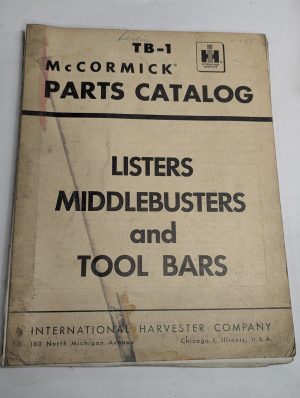 TB-1
McCORMICK®
PARTS CATALOG
LISTERS
MIDDLEBUSTERS
and
TOOL BARS
INTERNATIONAL HARVESTER COMPANY
180 North Michigan Avenue Chicago 1, Illinois, U.S.A.